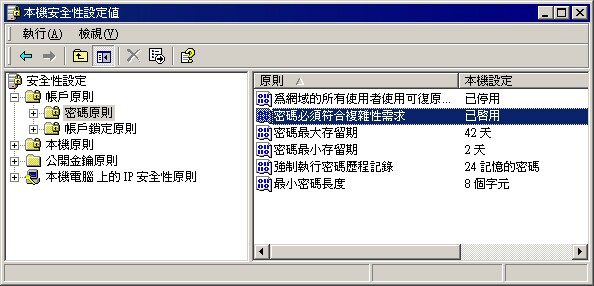 本機安全性設定值
執行(A) 檢視(V)
安全性設定
帳戶原則
密碼原則
帳戶鎖定原則
本機原則
公開金鑰原則
本機電腦 上的 IP 安全性原則
原則 本機設定
為網域的所有使用者使用可復原... 已停用
密碼必須符合複雜性需求 已啓用
密碼最大存留期 42 天
密碼最小存留期 2 天
強制執行密碼歷程記錄 24 記憶的密碼
最小密碼長度 8 個字元